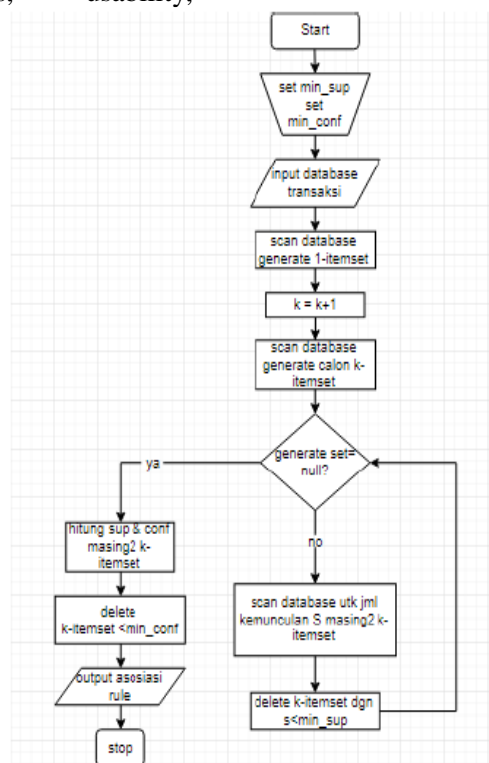 usability,
Start
set min_sup
set
min_conf
input database
transaksi
scan database
generate 1-itemset
k = k+1
scan database
generate calon k-
itemset
generate set=
null?
ya
no
hitung sup & conf
masing2 k-
itemset
delete
k-itemset <min_conf
output asosiasi
rule
stop
scan database utk jml
kemunculan S masing2 k-
itemset
delete k-itemset dgn
s<min_sup